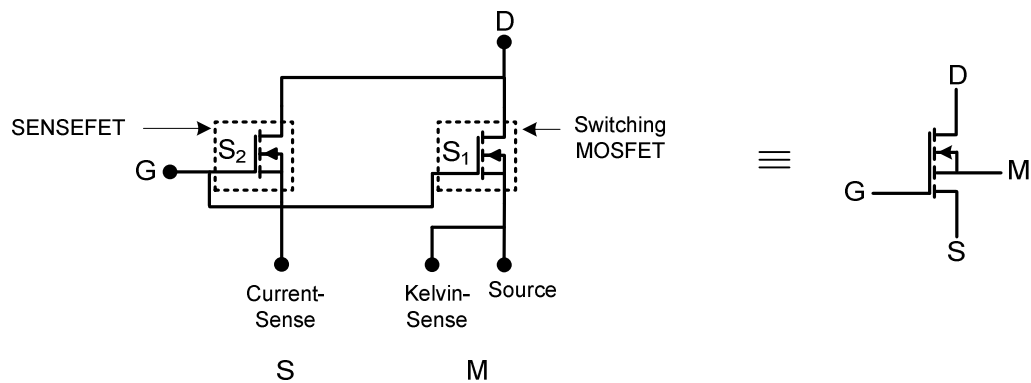 D
SENSEFET
S2
S1
Switching
MOSFET
G
Current-
Sense
Kelvin-
Sense
Source
S
M
D
G
M
S